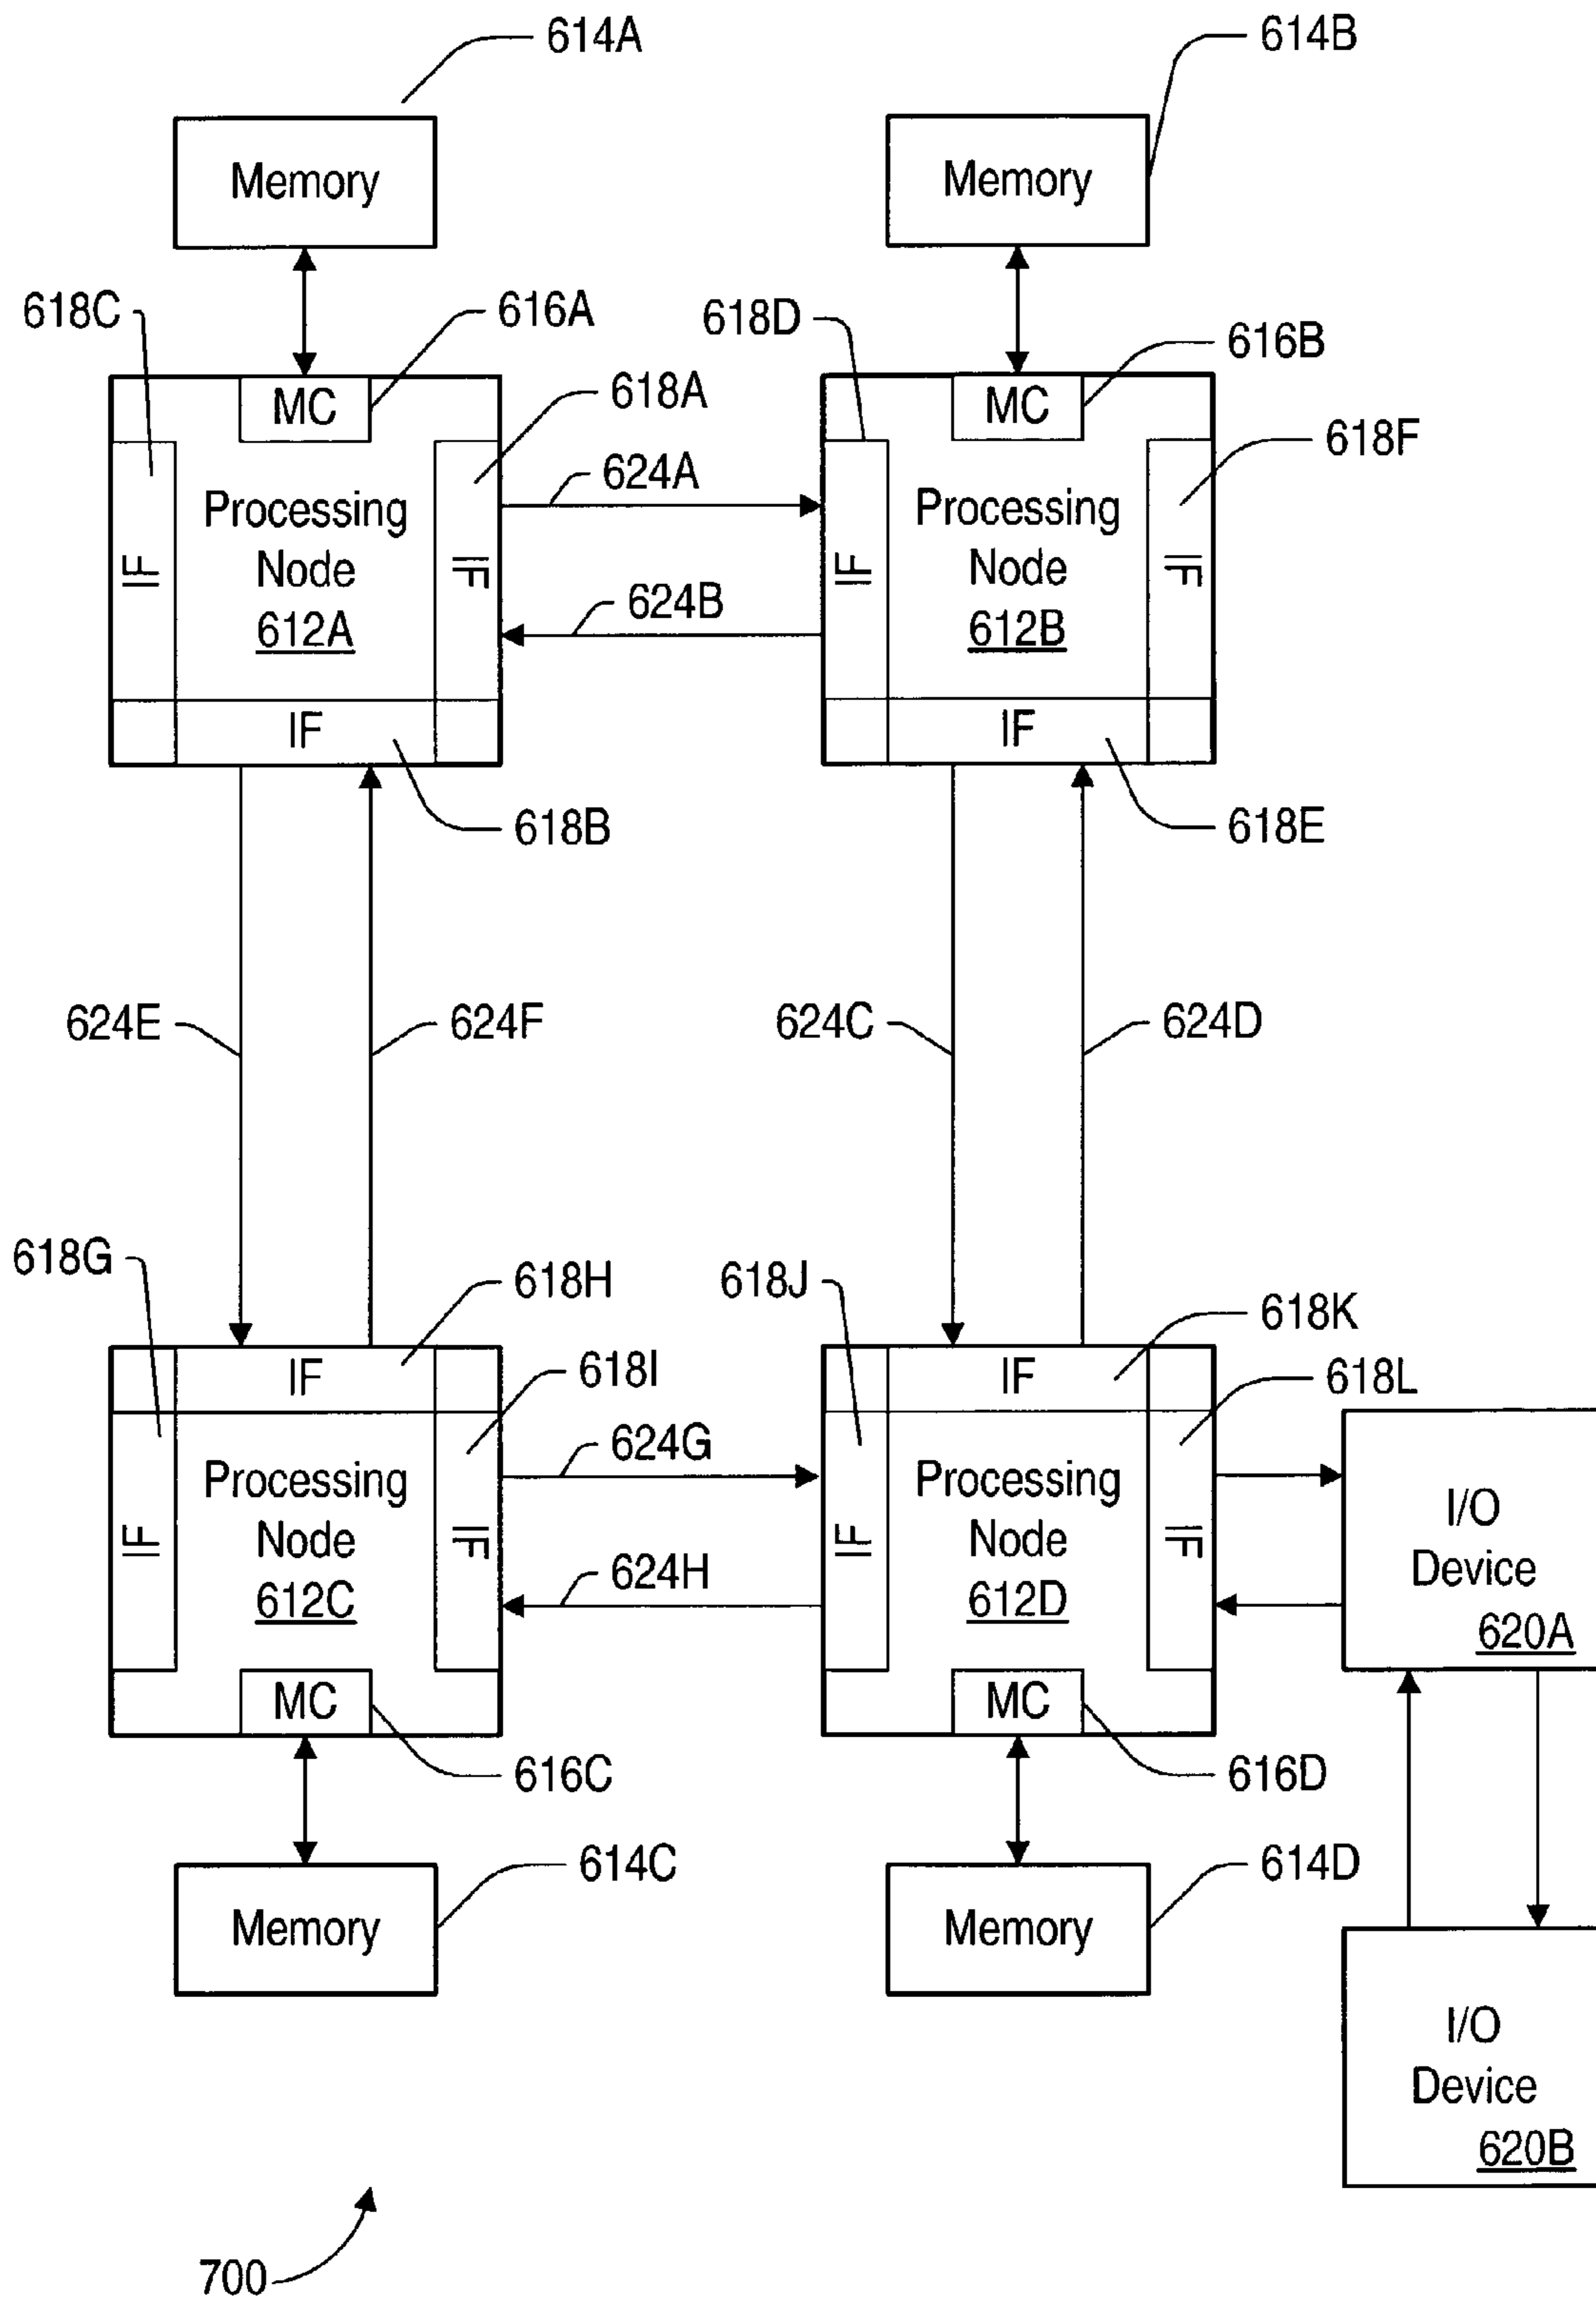 614A
614B
Memory
Memory
618C
616A
618D
616B
MC
618A
MC
618F
624A
Processing
Node
612A
IF
IF
624B
Processing
Node
612B
IF
IF
IF
IF
618B
618E
624E
624F
624C
624D
618G
618H
618J
618K
IF
618I
IF
618L
624G
Processing
Node
612C
IF
IF
624H
Processing
Node
612D
IF
IF
I/O
Device
620A
MC
MC
616C
616D
614C
614D
Memory
Memory
I/O
Device
620B
700